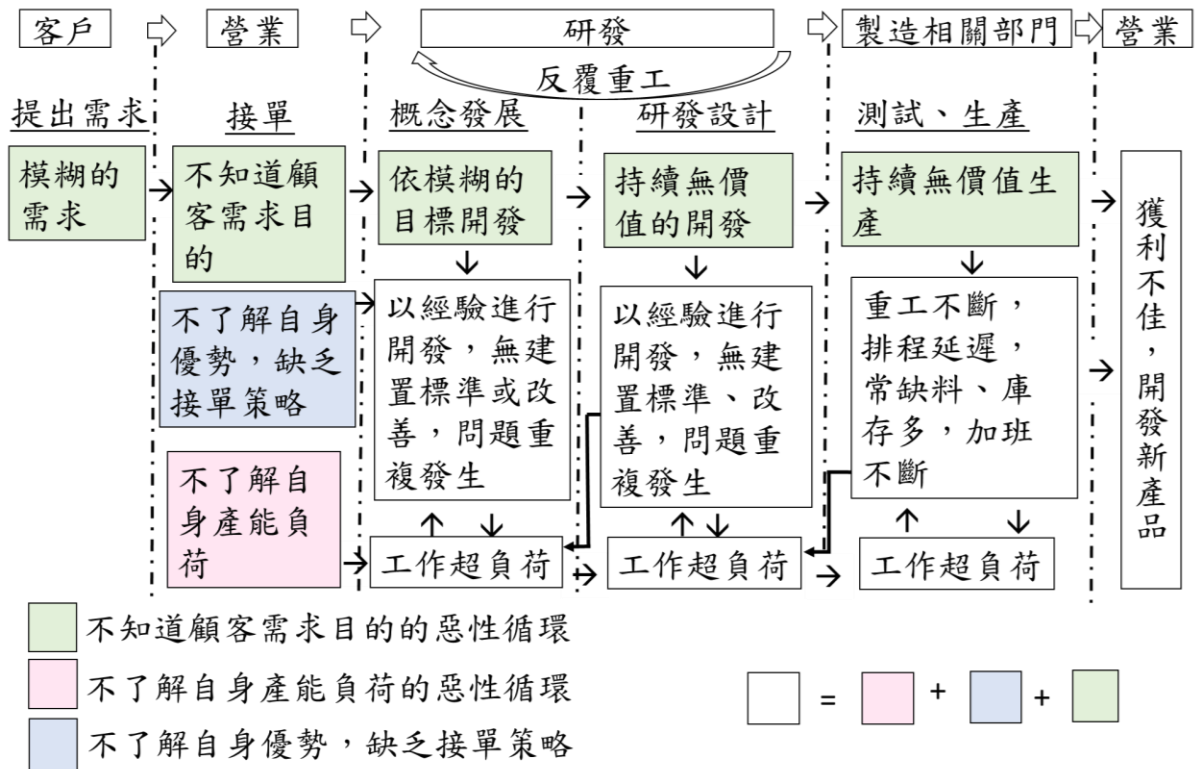 客戶
營業
研發
製造相關部門
營業
反覆重工
提出需求
接單
概念發展
研發設計
測試、生產
模糊的
需求
不知道顧
客需求目
的
依模糊的
目標開發
持續無價
值的開發
持續無價值生
產
不了解自身
優勢，缺乏
接單策略
以經驗進行
開發，無建
置標準或改
善，問題重
複發生
以經驗進行
開發，無建
置標準、改
善，問題重
複發生
重工不斷，
排程延遲，
常缺料、庫
存多，加班
不斷
獲利不佳，開發新產品
不了解自
身產能負
荷
工作超負荷
工作超負荷
工作超負荷
不知道顧客需求目的的惡性循環
不了解自身產能負荷的惡性循環
不了解自身優勢，缺乏接單策略
= + +